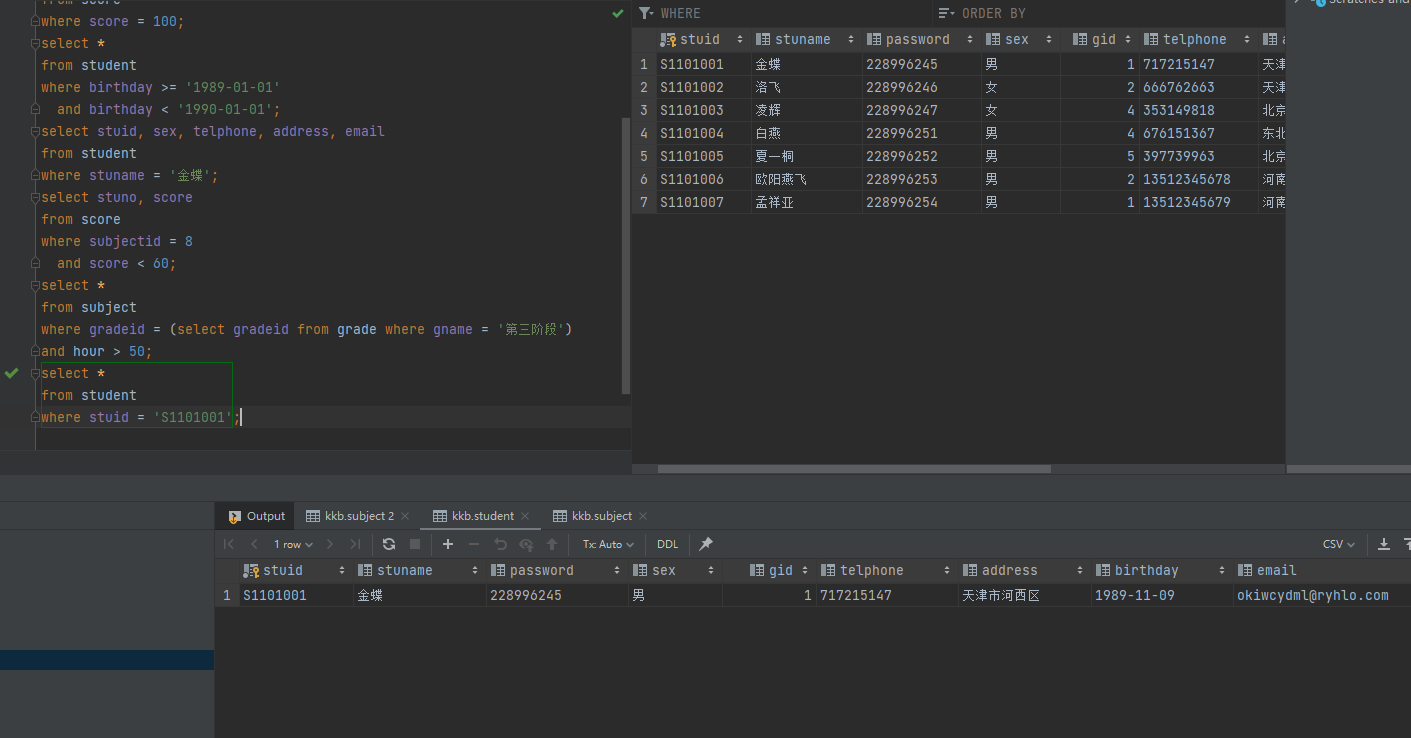 where score = 100;
select *
from student
where birthday >= '1989-01-01'
and birthday < '1990-01-01';
select stuid, sex, telphone, address, email
from student
where stuname = '金蝶';
select stuno, score
from score
where subjectid = 8
and score < 60;
select *
from subject
where gradeid = (select gradeid from grade where gname = '第三阶段')
and hour > 50;
select *
from student
where stuid = 'S1101001';
WHERE ORDER BY
stuid stuname password sex gid telphone
1 S1101001 金蝶 228996245 男 1 717215147 天津
2 S1101002 洛飞 228996246 女 2 666762663 天津
3 S1101003 凌辉 228996247 女 4 353149818 北京
4 S1101004 白燕 228996251 男 4 676151367 东北
5 S1101005 夏一桐 228996252 男 5 397739963 北京
6 S1101006 欧阳燕飞 228996253 男 2 13512345678 河南
7 S1101007 孟祥亚 228996254 男 1 13512345679 河南
Output kkb.subject 2 kkb.student kkb.subject
1 row Tx: Auto DDL CSV
stuid stuname password sex gid telphone address birthday email
1 S1101001 金蝶 228996245 男 1 717215147 天津市河西区 1989-11-09 okiwcydml@ryhlo.com